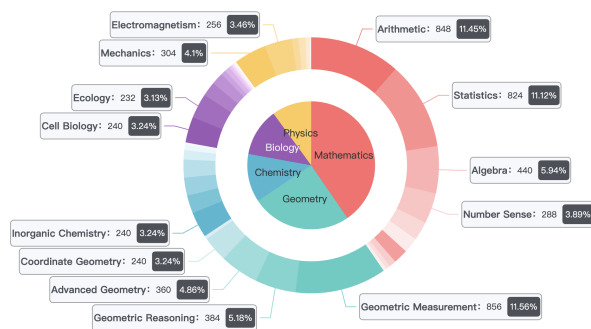 Electromagnetism: 256 3.46%
Arithmetic: 848 11.45%
Mechanics: 304 4.1%
Statistics: 824 11.12%
Ecology: 232 3.13%
Cell Biology: 240 3.24%
Physics
Biology
Mathematics
Chemistry
Geometry
Algebra: 440 5.94%
Number Sense: 288 3.89%
Inorganic Chemistry: 240 3.24%
Coordinate Geometry: 240 3.24%
Advanced Geometry: 360 4.86%
Geometric Measurement: 856 11.56%
Geometric Reasoning: 384 5.18%